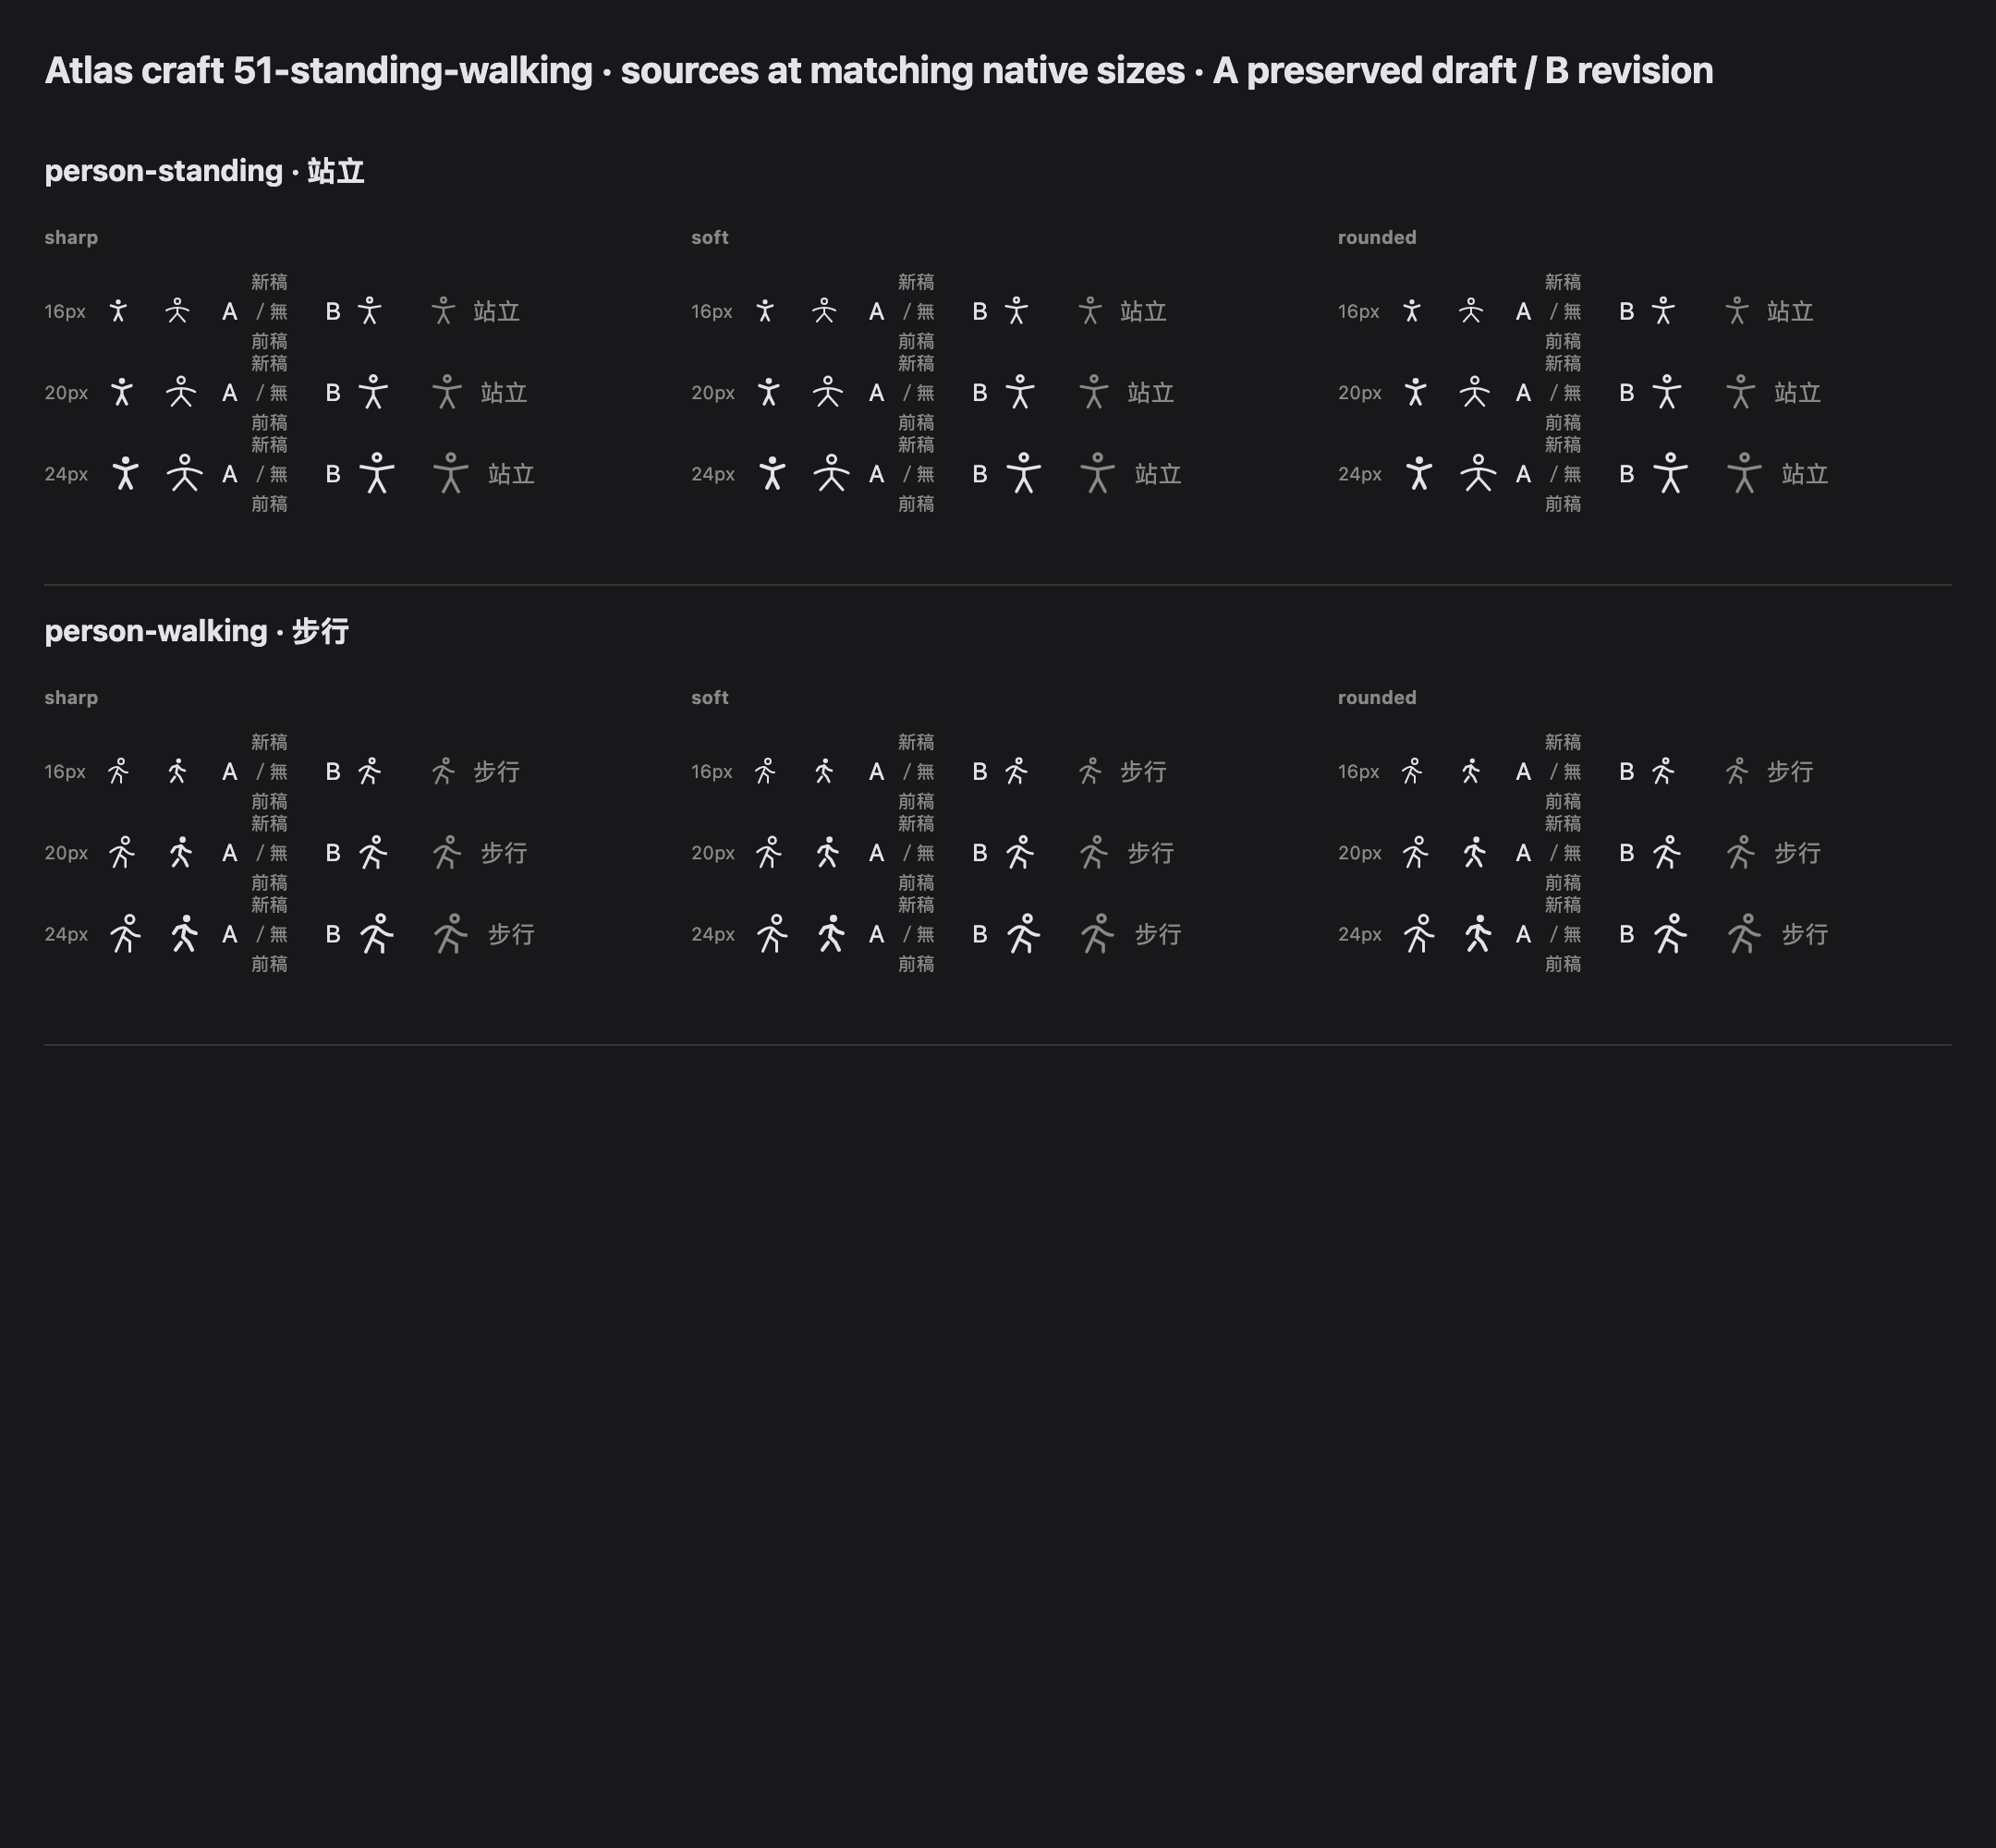 Atlas craft 51-standing-walking · sources at matching native sizes · A preserved draft / B revision
person-standing · 站立
sharp
soft
rounded
新稿
16px A / 無 B 站立
前稿
新稿
16px A / 無 B 站立
前稿
新稿
16px A / 無 B 站立
前稿
新稿
20px A / 無 B 站立
前稿
新稿
20px A / 無 B 站立
前稿
新稿
20px A / 無 B 站立
前稿
新稿
24px A / 無 B 站立
前稿
新稿
24px A / 無 B 站立
前稿
新稿
24px A / 無 B 站立
前稿
person-walking · 步行
sharp
soft
rounded
新稿
16px A / 無 B 步行
前稿
新稿
16px A / 無 B 步行
前稿
新稿
16px A / 無 B 步行
前稿
新稿
20px A / 無 B 步行
前稿
新稿
20px A / 無 B 步行
前稿
新稿
20px A / 無 B 步行
前稿
新稿
24px A / 無 B 步行
前稿
新稿
24px A / 無 B 步行
前稿
新稿
24px A / 無 B 步行
前稿